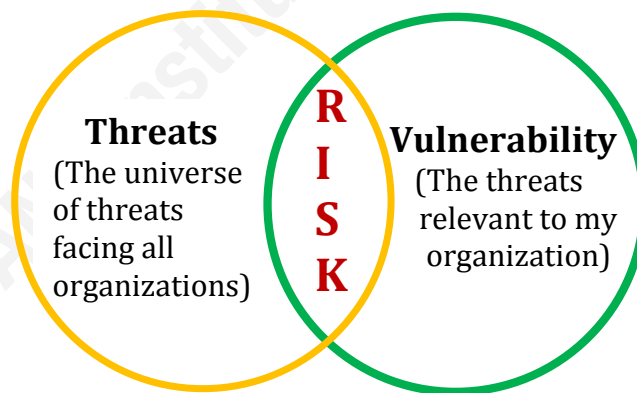 Threats
(The universe
of threats
facing all
organizations)
R
I
S
K
Vulnerability
(The threats
relevant to my
organization)